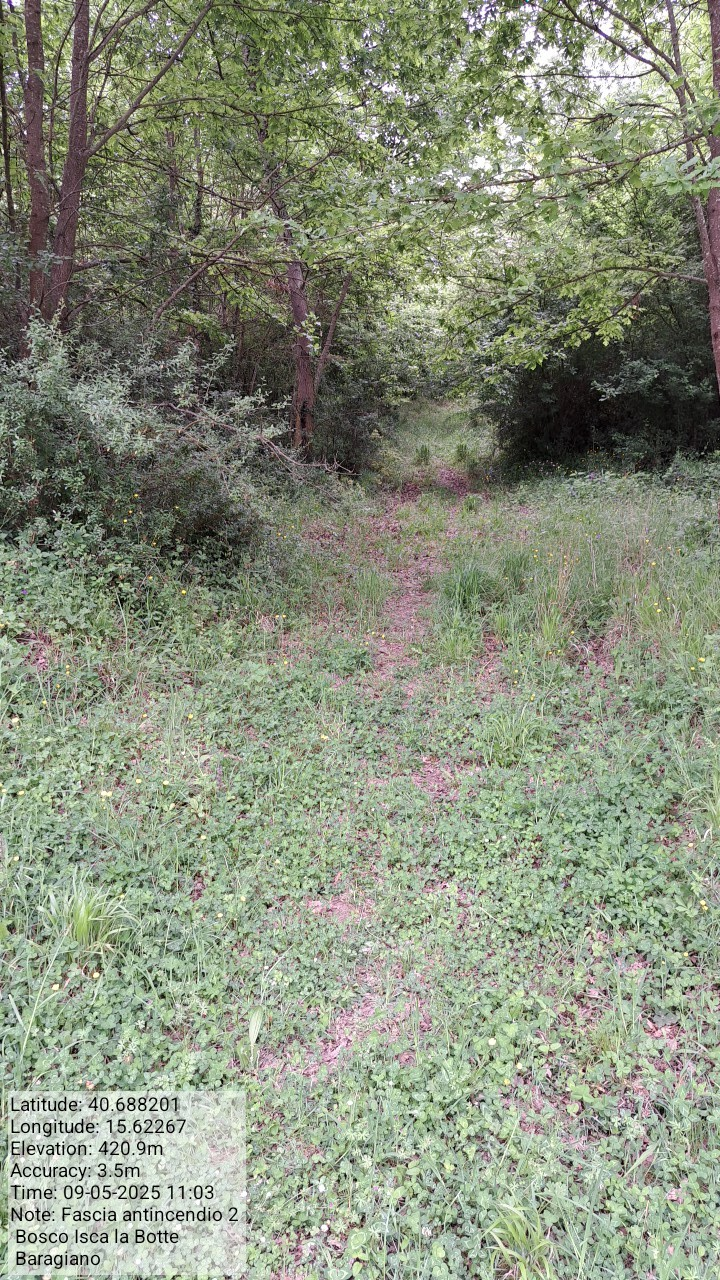 Latitude: 40.688201
Longitude: 15.62267
Elevation: 420.9m
Accuracy: 3.5m
Time: 09-05-2025 11:03
Note: Fascia antincendio 2
Bosco Isca la Botte
Baragiano